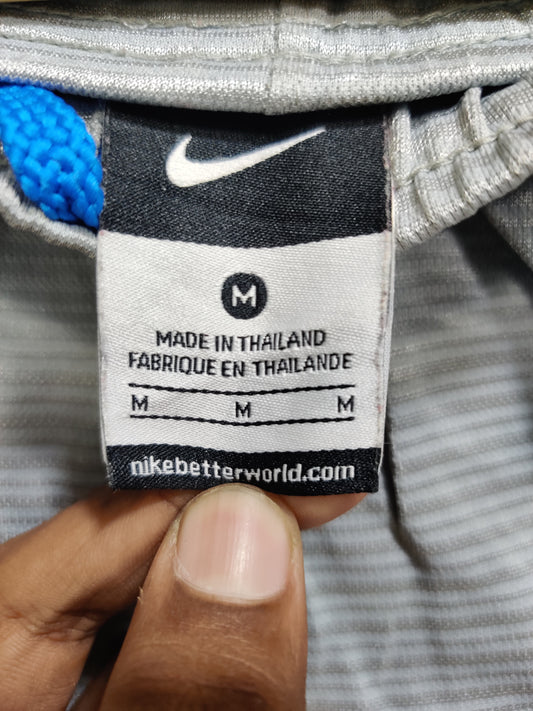 M
MADE IN THAILAND
FABRIQUE EN THAILANDE
M M M
nikebetterworld.com